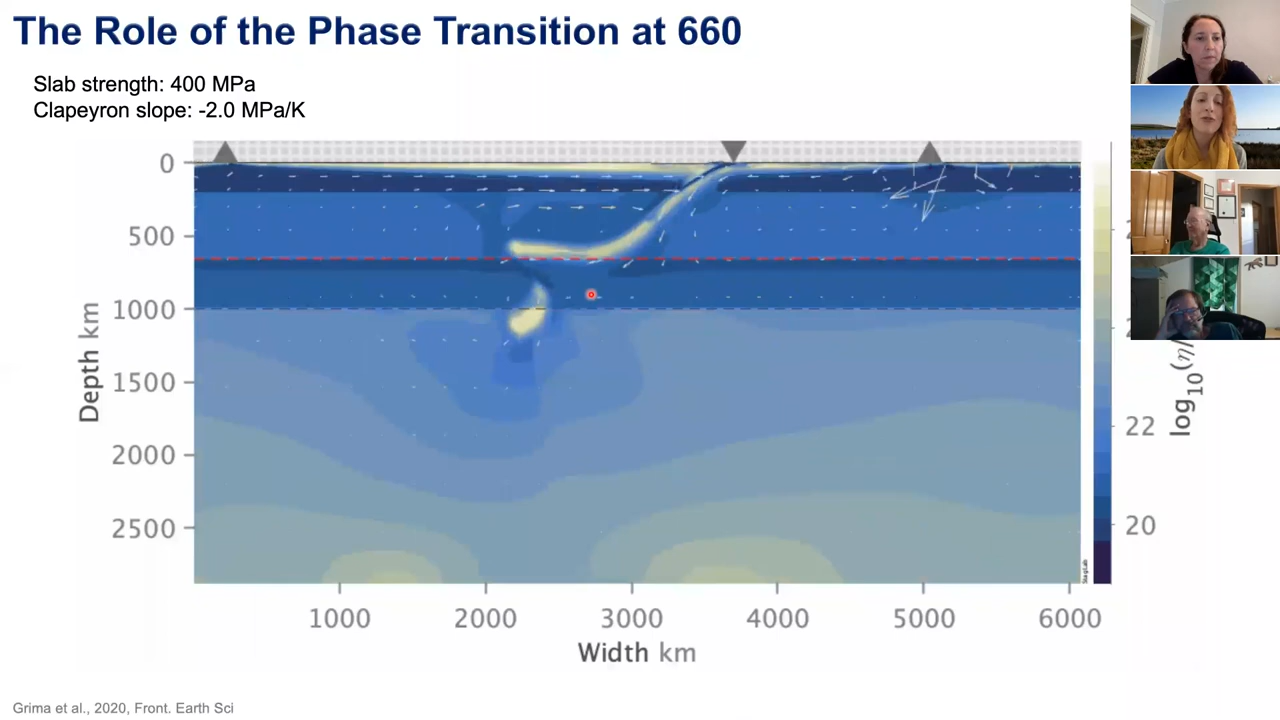 The Role of the Phase Transition at 660
Slab strength: 400 MPa
Clapeyron slope: -2.0 MPa/K
0
500
1000
1500
2000
2500
Depth km
1000
2000
3000
4000
5000
6000
Width km
22
20
StagLab
Grima et al., 2020, Front. Earth Sci